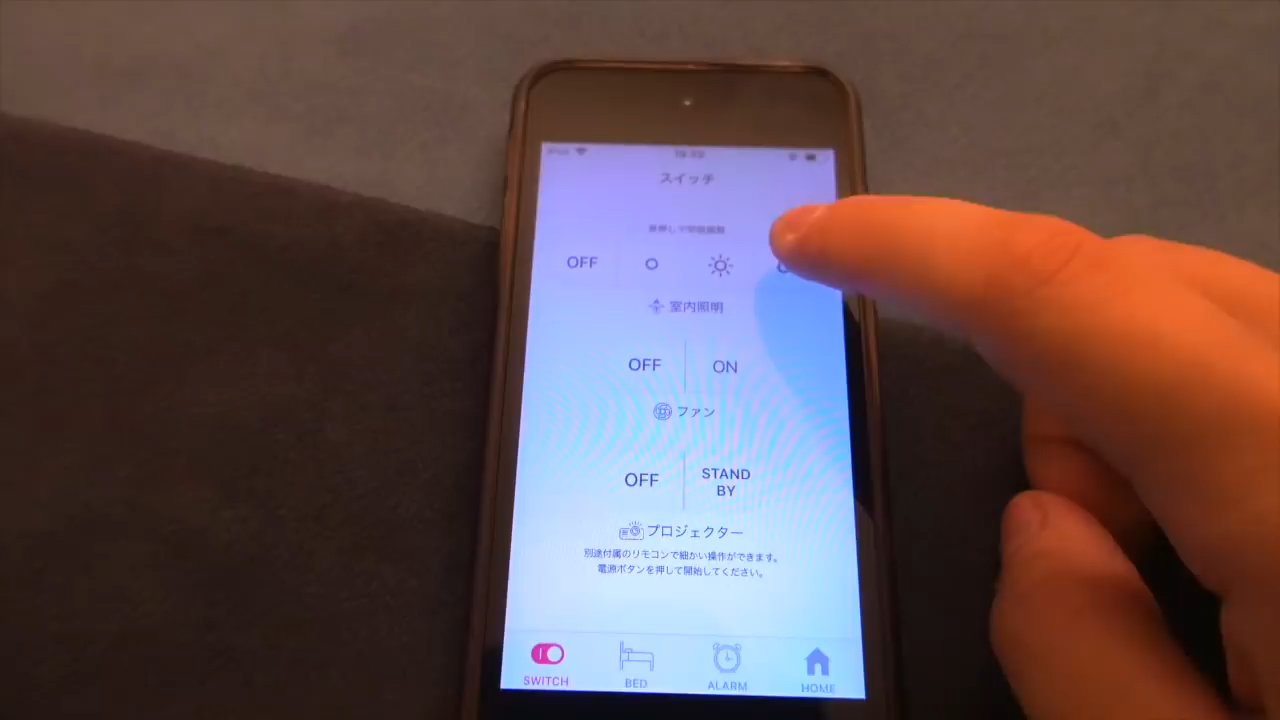 スイッチ
OFF
室内照明
OFF ON
ファン
OFF STAND BY
プロジェクター
別途付属のリモコンで細かい操作ができます。
電源ボタンを押して開始してください。
SWITCH BED ALARM HOME